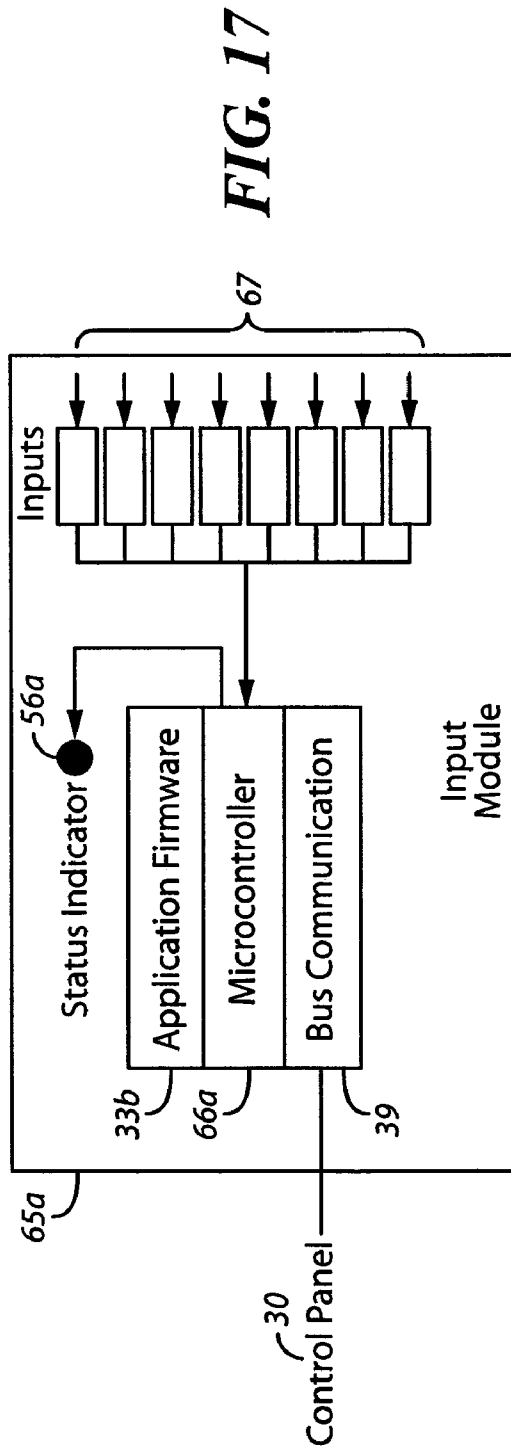 65a
Status Indicator
56a
Inputs
67
33b
Application Firmware
66a
Microcontroller
39
Bus Communication
30
Control Panel
Input
Module
FIG. 17